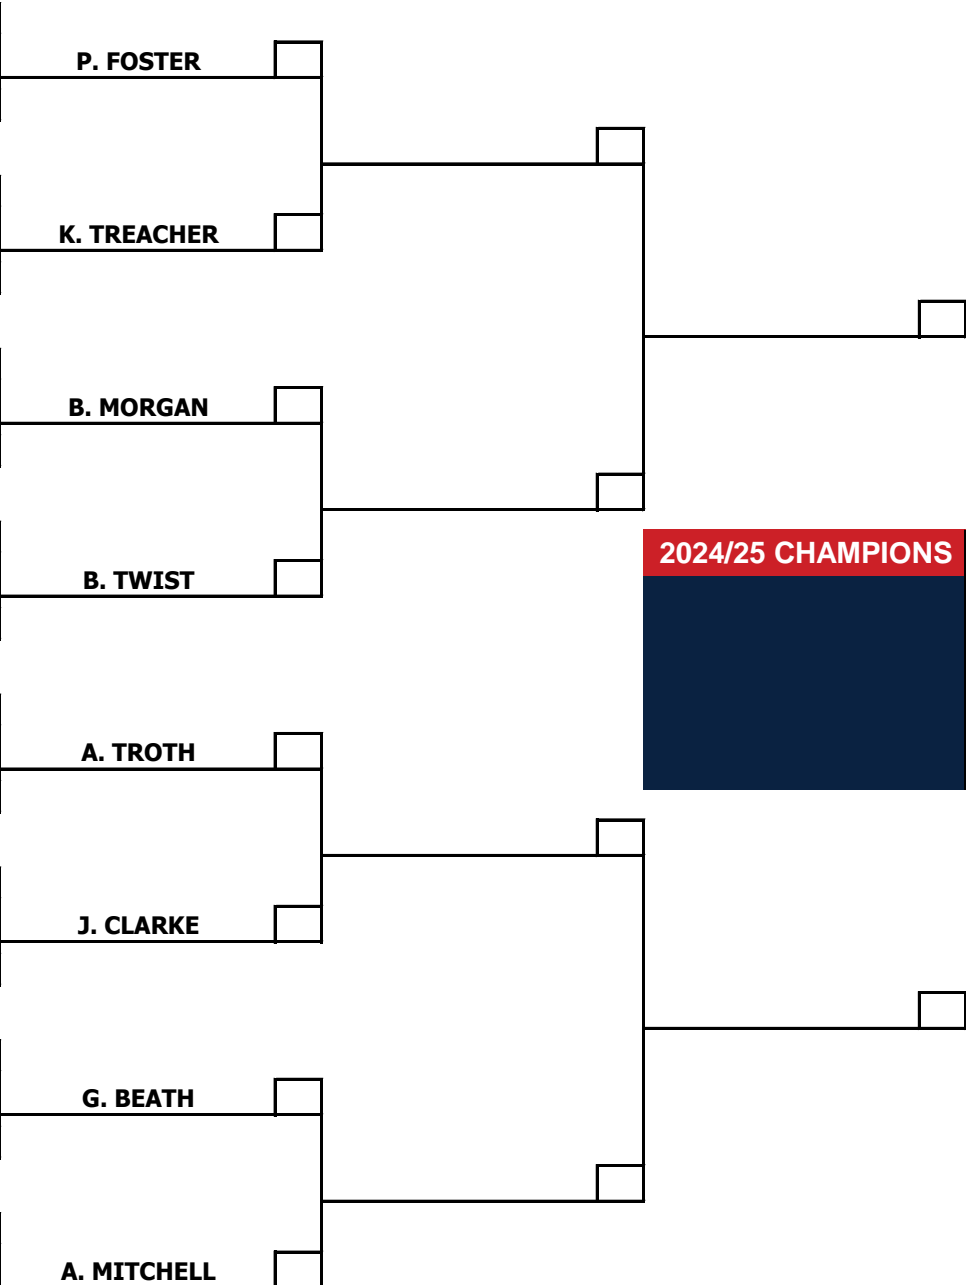 P. FOSTER
K. TREACHER
B. MORGAN
B. TWIST
2024/25 CHAMPIONS
A. TROTH
J. CLARKE
G. BEATH
A. MITCHELL